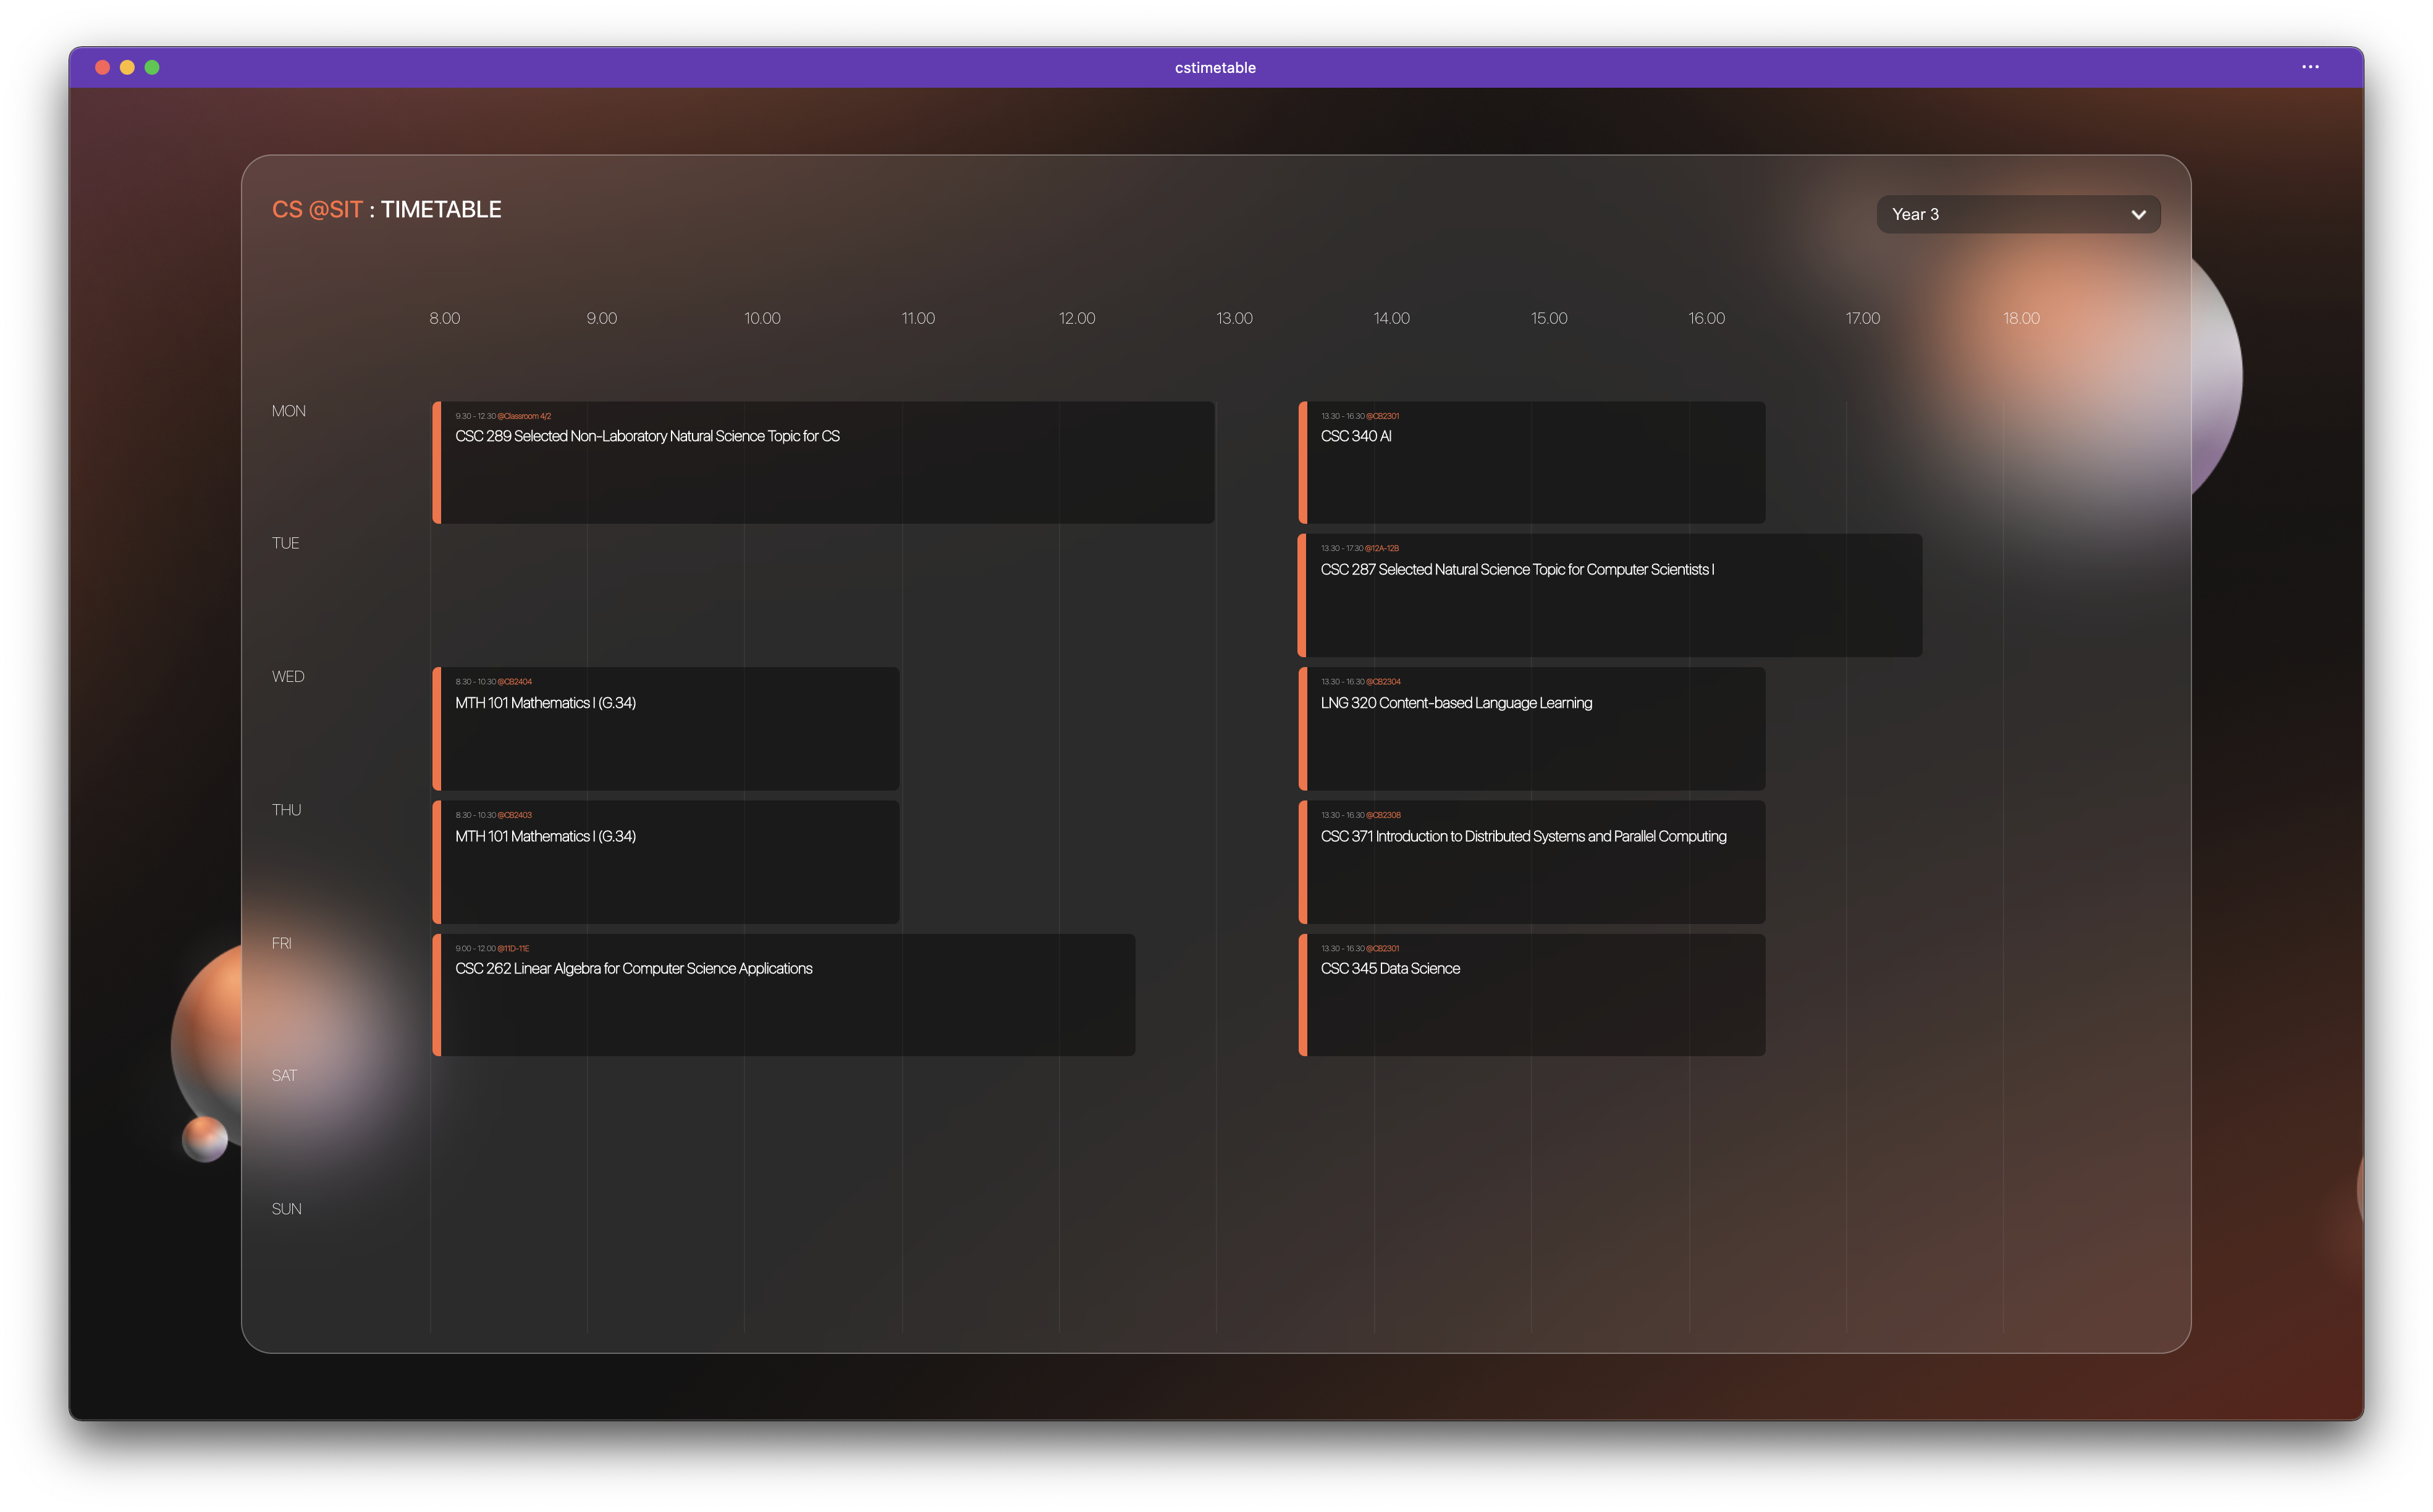 cstimetable
CS @SIT : TIMETABLE
Year 3
8.00 9.00 10.00 11.00 12.00 13.00 14.00 15.00 16.00 17.00 18.00
MON
9.30 - 12.30 @Classroom 4/2
CSC 289 Selected Non-Laboratory Natural Science Topic for CS
13.30 - 16.30 @CB2301
CSC 340 AI
TUE
13.30 - 17.30 @12A-12B
CSC 287 Selected Natural Science Topic for Computer Scientists I
WED
8.30 - 10.30 @CB2404
MTH 101 Mathematics I (G.34)
13.30 - 16.30 @CB2304
LNG 320 Content-based Language Learning
THU
8.30 - 10.30 @CB2403
MTH 101 Mathematics I (G.34)
13.30 - 16.30 @CB2308
CSC 371 Introduction to Distributed Systems and Parallel Computing
FRI
9.00 - 12.00 @11D-11E
CSC 262 Linear Algebra for Computer Science Applications
13.30 - 16.30 @CB2301
CSC 345 Data Science
SAT
SUN